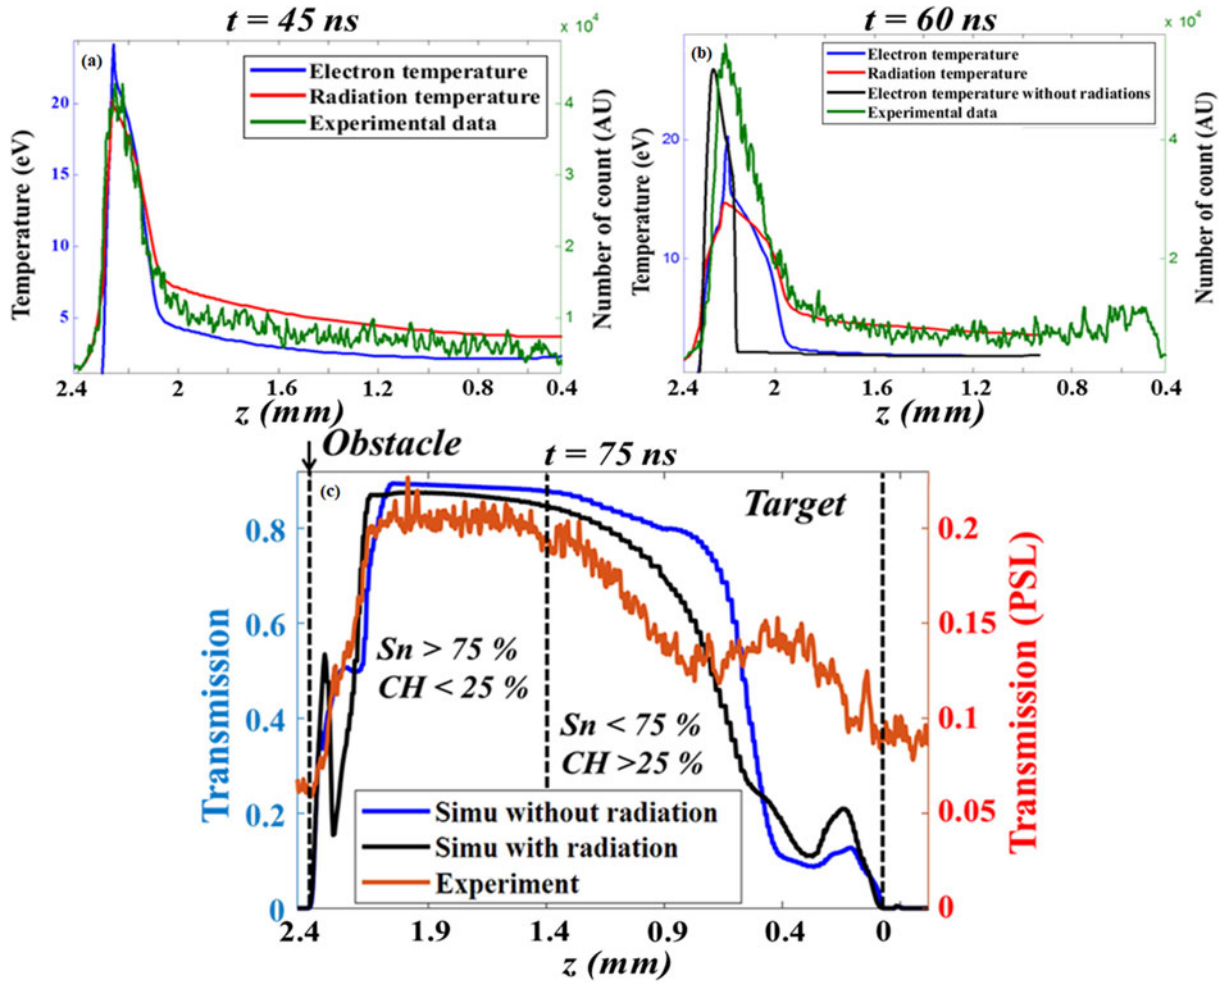 t = 45 ns
x 10^4
(a)
Electron temperature
Radiation temperature
Experimental data
Temperature (eV)
20
15
10
5
Number of count (AU)
4
3
2
1
2.4 2 1.6 1.2 0.8 0.4
z (mm)
t = 60 ns
x 10^4
(b)
Electron temperature
Radiation temperature
Electron temperature without radiations
Experimental data
Temperature (eV)
20
10
Number of count (AU)
4
2
2.4 2 1.6 1.2 0.8 0.4
z (mm)
Obstacle
t = 75 ns
(c)
Target
Transmission
0.8
0.6
0.4
0.2
0
Transmission (PSL)
0.2
0.15
0.1
0.05
0
Sn > 75 %
CH < 25 %
Sn < 75 %
CH >25 %
Simu without radiation
Simu with radiation
Experiment
2.4 1.9 1.4 0.9 0.4 0
z (mm)